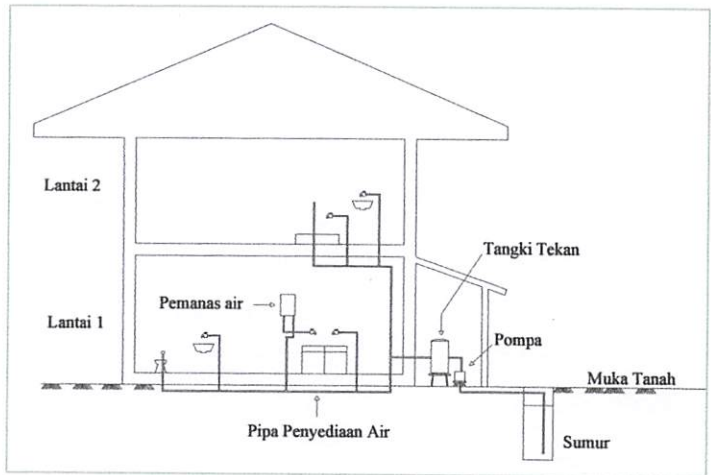 Lantai 2
Tangki Tekan
Pemanas air
Lantai 1
Pompa
Muka Tanah
Pipa Penyediaan Air
Sumur